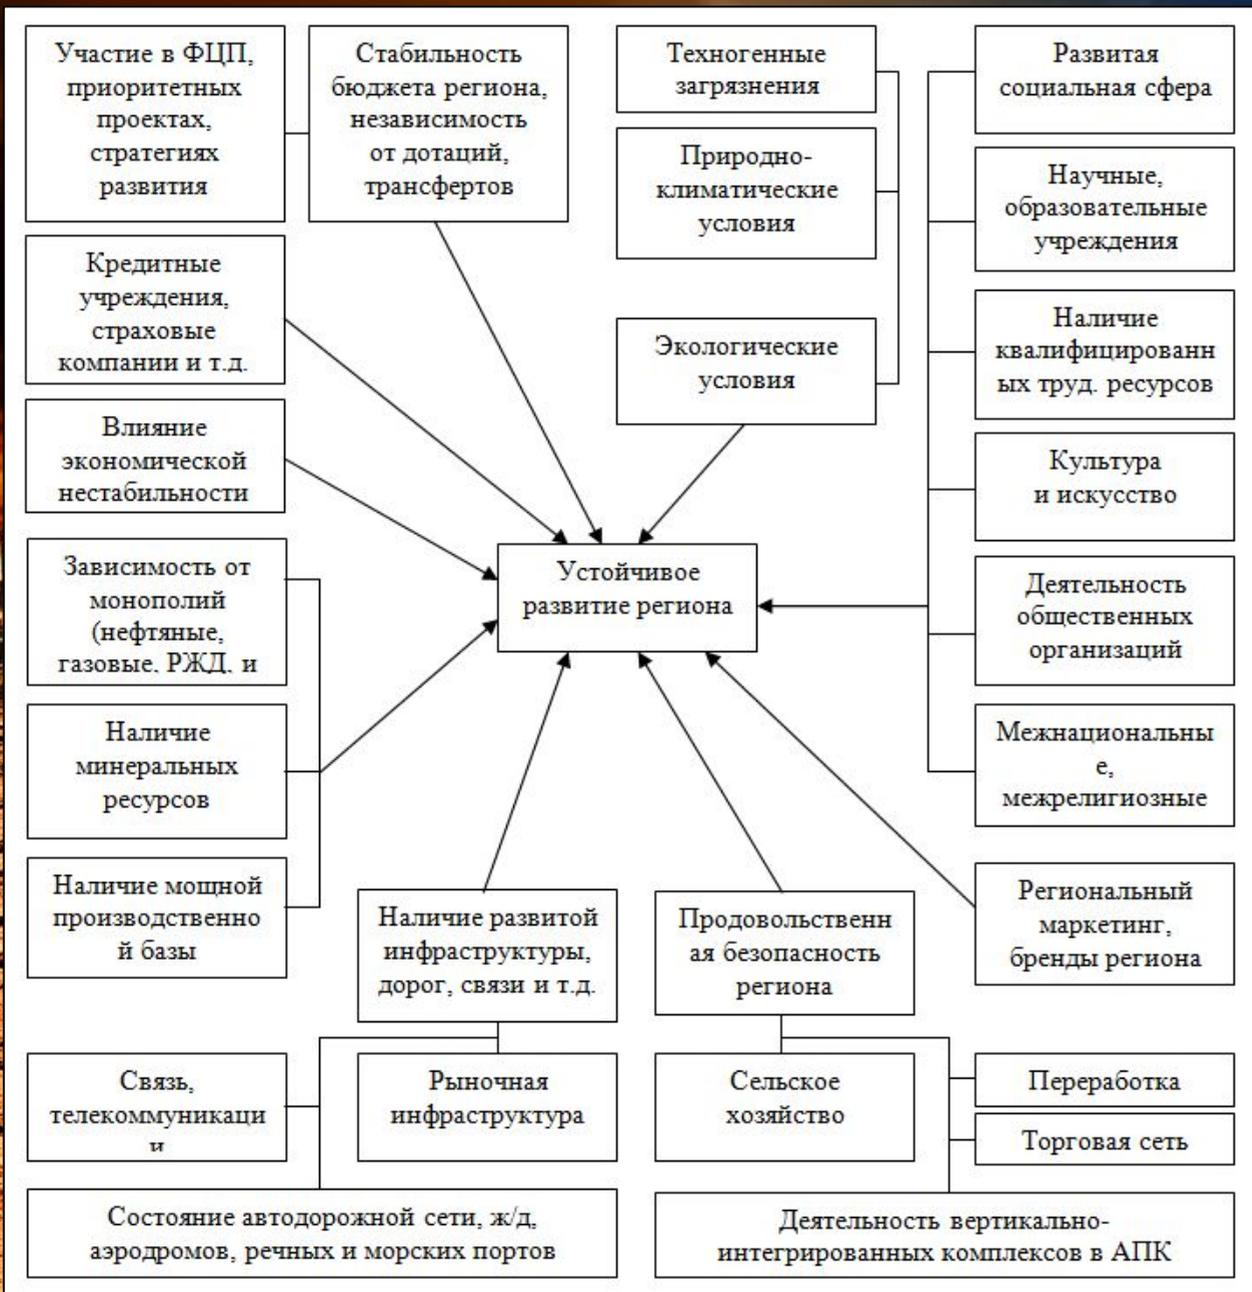 Участие в ФЦП,
приоритетных
проектах,
стратегиях
развития
Стабильность
бюджета региона,
независимость
от дотаций,
трансфертов
Техногенные
загрязнения
Развитая
социальная сфера
Природно-
климатические
условия
Научные,
образовательные
учреждения
Кредитные
учреждения,
страховые
компании и т.д.
Экологические
условия
Наличие
квалифицированн
ых труд. ресурсов
Влияние
экономической
нестабильности
Культура
и искусство
Зависимость от
монополий
(нефтяные,
газовые, РЖД, и
Устойчивое
развитие региона
Деятельность
общественных
организаций
Наличие
минеральных
ресурсов
Межнациональны
е,
межрелигиозные
Наличие мощной
производственно
й базы
Наличие развитой
инфраструктуры,
дорог, связи и т.д.
Продовольственн
ая безопасность
региона
Региональный
маркетинг,
бренды региона
Связь,
телекоммуникаци
и
Рыночная
инфраструктура
Сельское
хозяйство
Переработка
Торговая сеть
Состояние автодорожной сети, ж/д,
аэродромов, речных и морских портов
Деятельность вертикально-
интегрированных комплексов в АПК